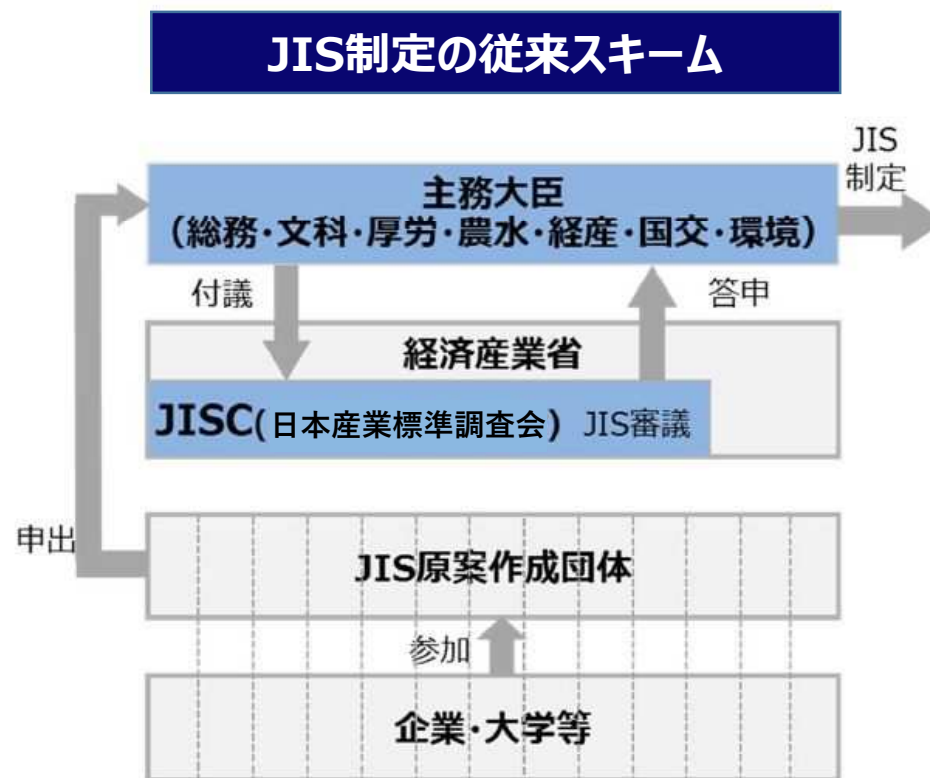 JIS制定の従来スキーム
JIS
制定
主務大臣
(総務・文科・厚労・農水・経産・国交・環境)
付議
答申
経済産業省
JISC(日本産業標準調査会) JIS審議
申出
JIS原案作成団体
参加
企業・大学等